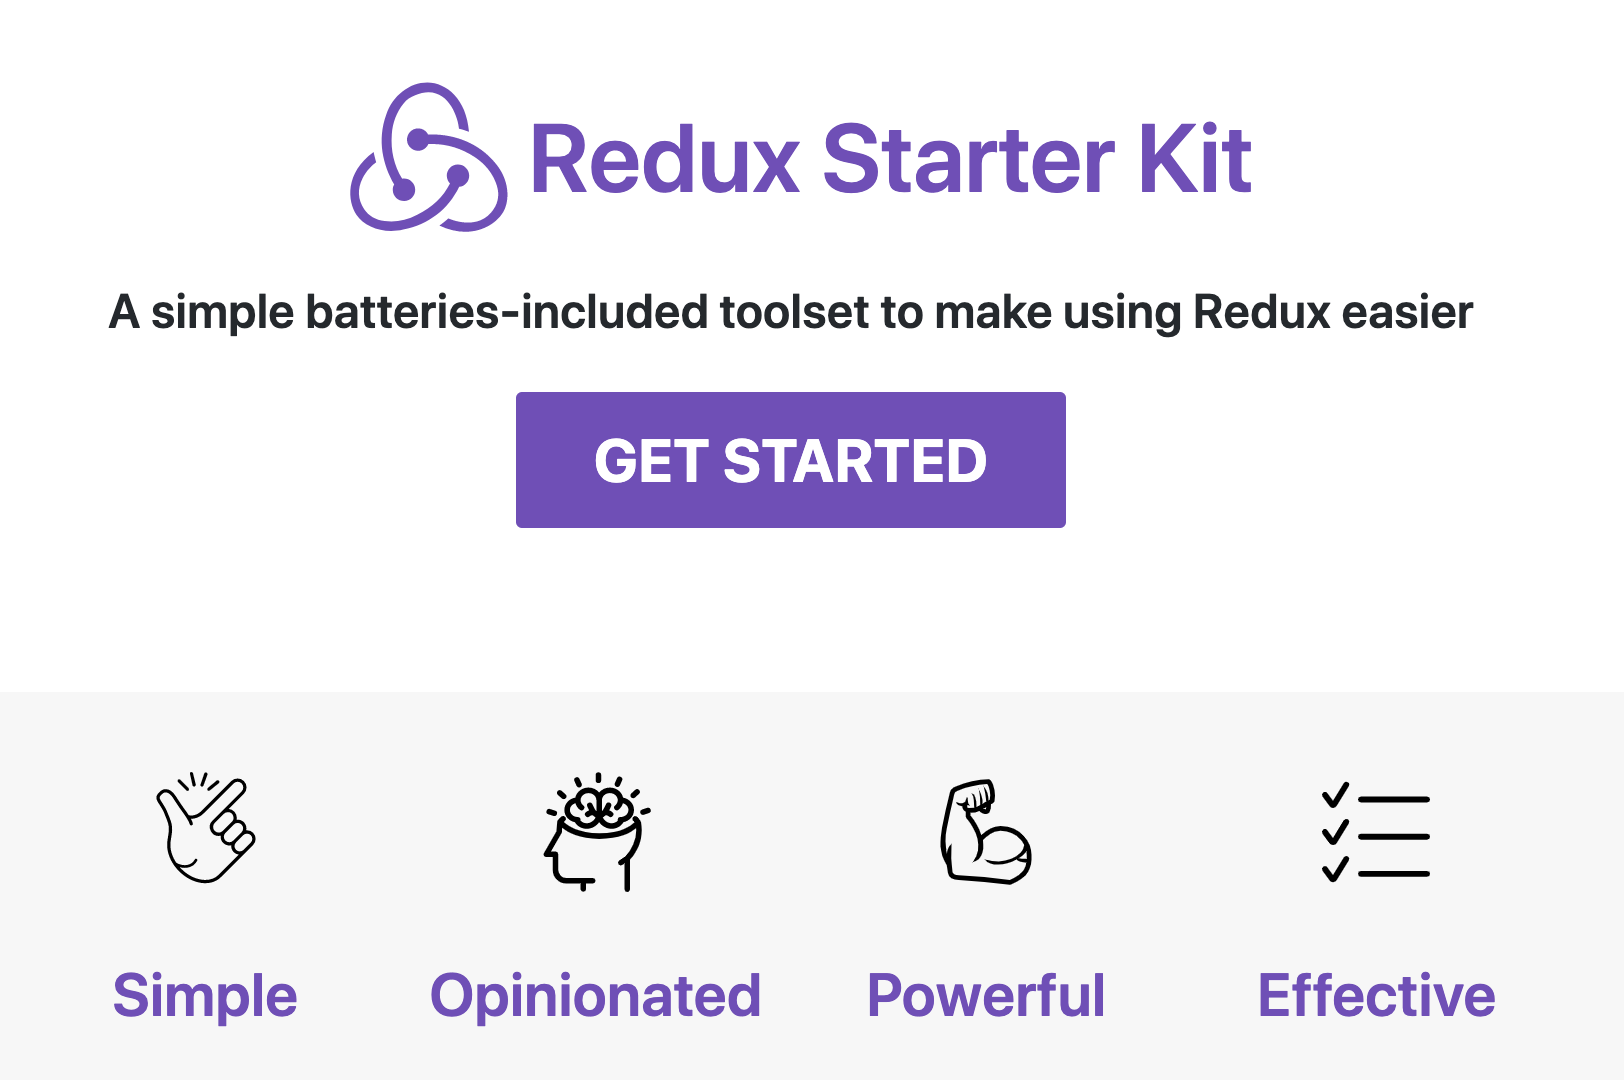 Redux Starter Kit
A simple batteries-included toolset to make using Redux easier
GET STARTED
Simple
Opinionated
Powerful
Effective